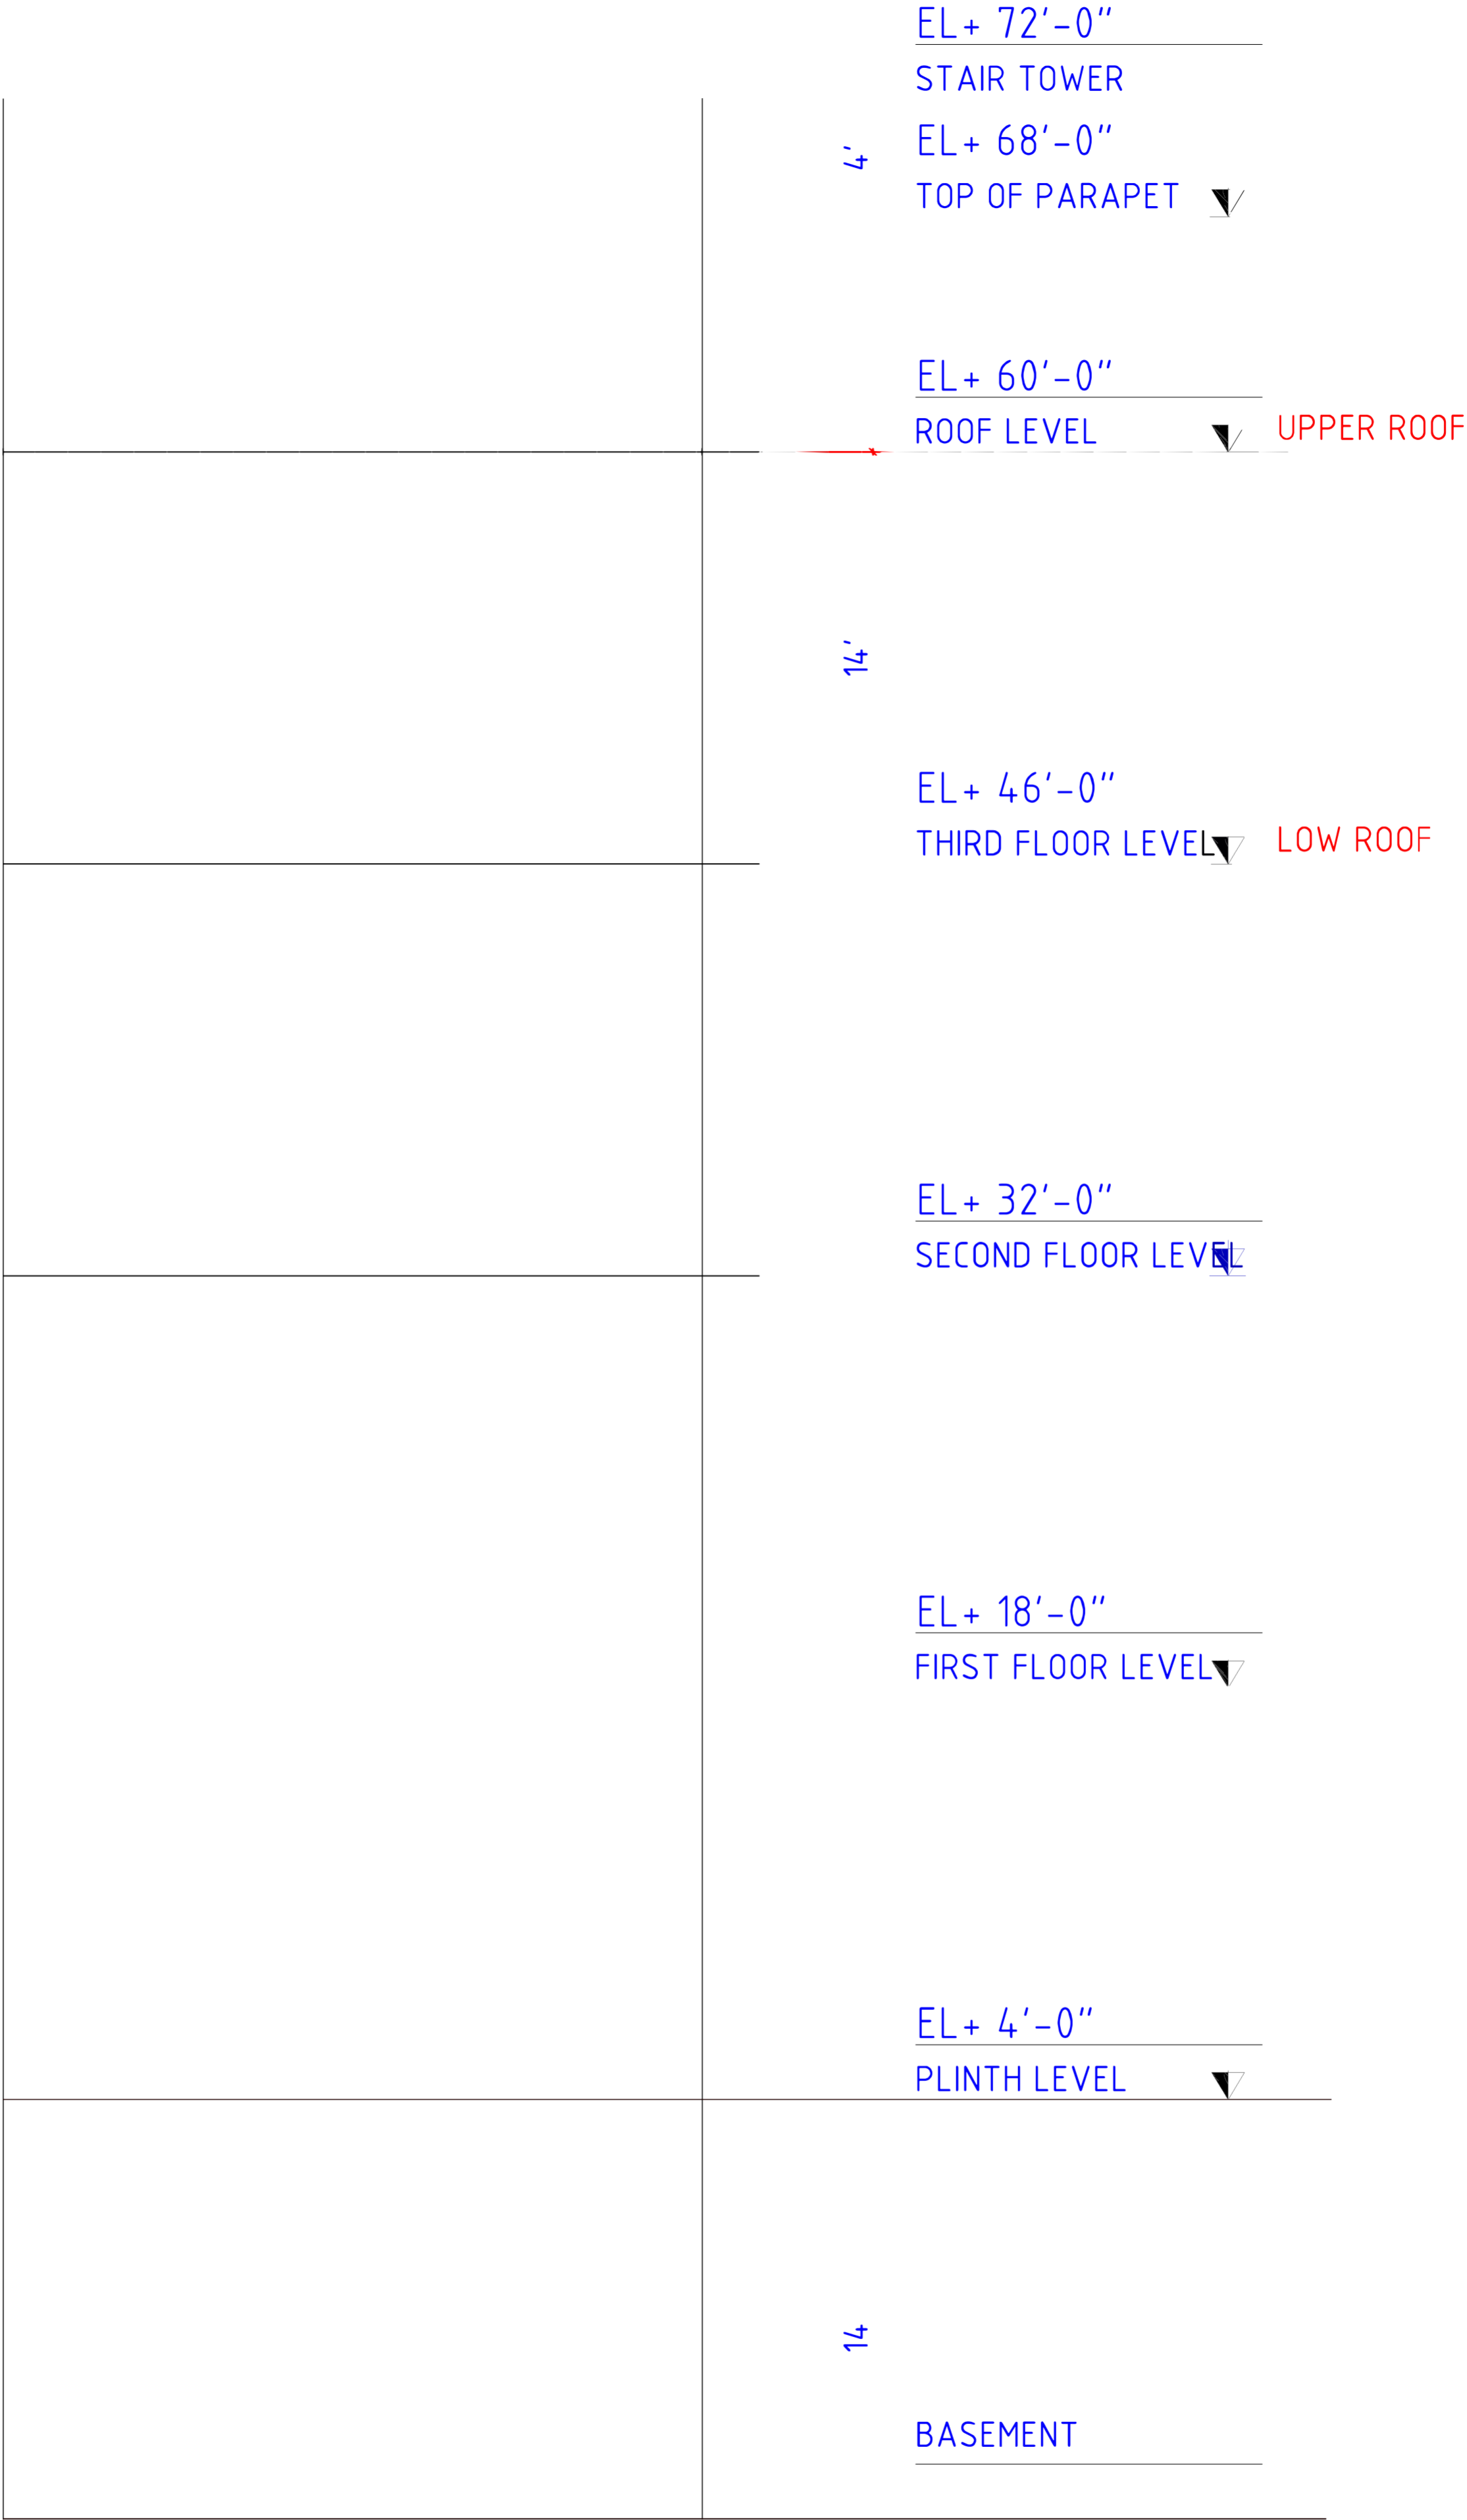 EL+ 72'-0"
STAIR TOWER
EL+ 68'-0"
4'
TOP OF PARAPET
EL+ 60'-0"
ROOF LEVEL
UPPER ROOF
14'
EL+ 46'-0"
THIRD FLOOR LEVEL
LOW ROOF
EL+ 32'-0"
SECOND FLOOR LEVEL
EL+ 18'-0"
FIRST FLOOR LEVEL
EL+ 4'-0"
PLINTH LEVEL
14
BASEMENT